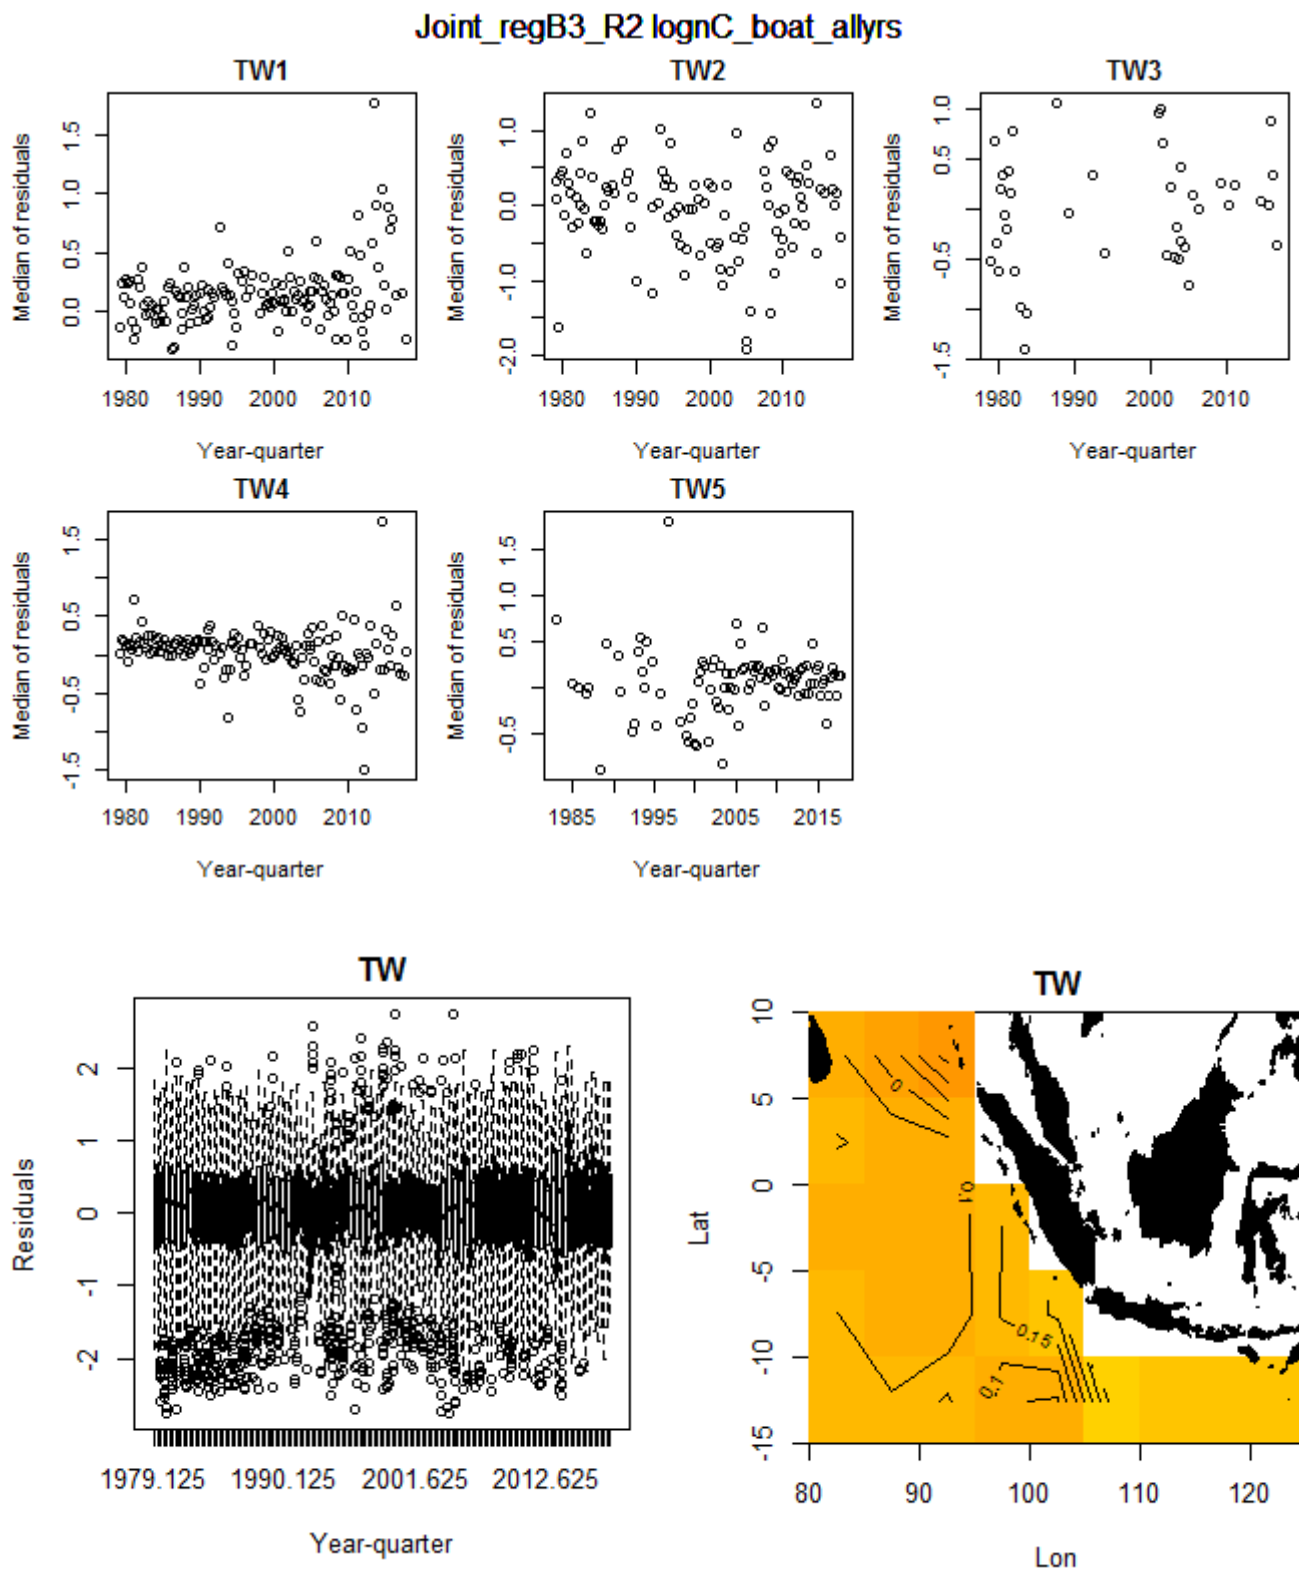 Joint_regB3_R2 lognC_boat_allyrs
TW1
TW2
TW3
Median of residuals
0.0 0.5 1.0 1.5
1980 1990 2000 2010
Year-quarter
Median of residuals
-2.0 -1.0 0.0 1.0
1980 1990 2000 2010
Year-quarter
Median of residuals
-1.5 -0.5 0.5 1.0
1980 1990 2000 2010
Year-quarter
TW4
TW5
Median of residuals
-1.5 -0.5 0.5 1.5
1980 1990 2000 2010
Year-quarter
Median of residuals
-0.5 0.5 1.0 1.5
1985 1995 2005 2015
Year-quarter
TW
Residuals
-2 -1 0 1 2
1979.125 1990.125 2001.625 2012.625
Year-quarter
TW
Lat
-15 -10 -5 0 5 10
0
0.1
0.15
0.1
80 90 100 110 120
Lon